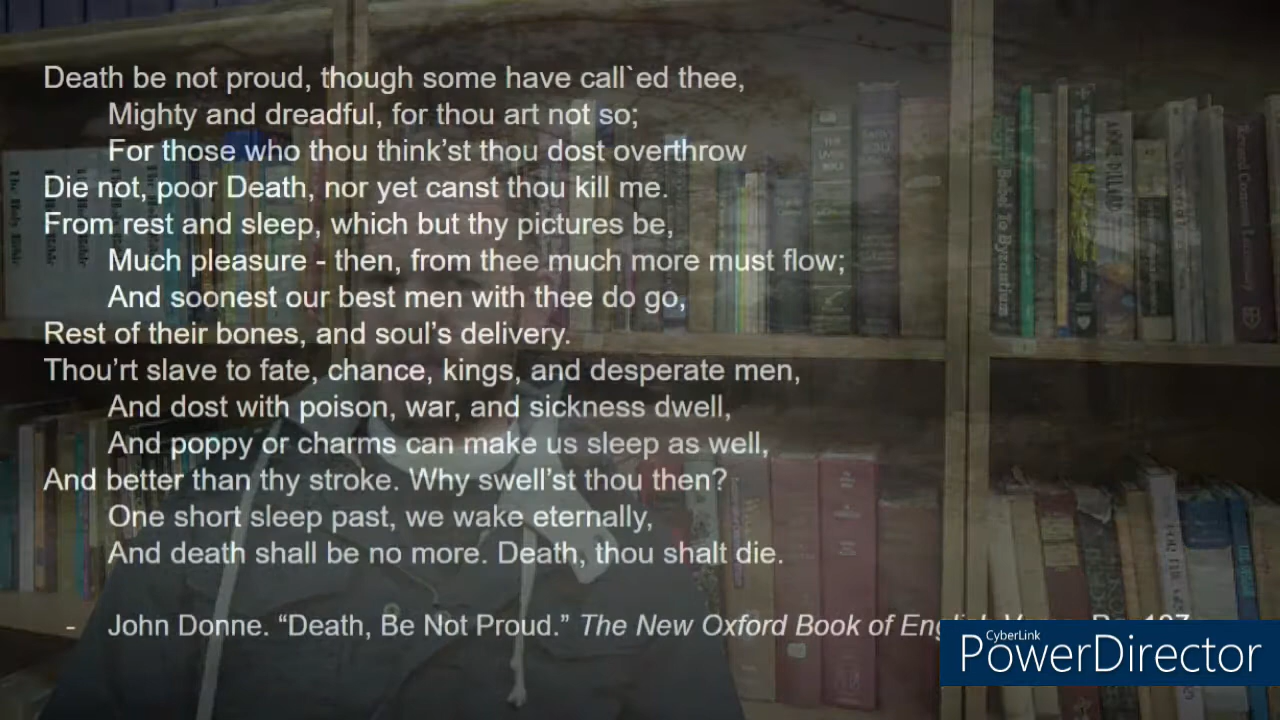 Death be not proud, though some have call`ed thee,
Mighty and dreadful, for thou art not so;
For those who thou think’st thou dost overthrow
Die not, poor Death, nor yet canst thou kill me.
From rest and sleep, which but thy pictures be,
Much pleasure - then, from thee much more must flow;
And soonest our best men with thee do go,
Rest of their bones, and soul’s delivery.
Thou’rt slave to fate, chance, kings, and desperate men,
And dost with poison, war, and sickness dwell,
And poppy or charms can make us sleep as well,
And better than thy stroke. Why swell’st thou then?
One short sleep past, we wake eternally,
And death shall be no more. Death, thou shalt die.
- John Donne. “Death, Be Not Proud.” The New Oxford Book of
CyberLink
PowerDirector
The Holy Bible
ANNIE DILLARD